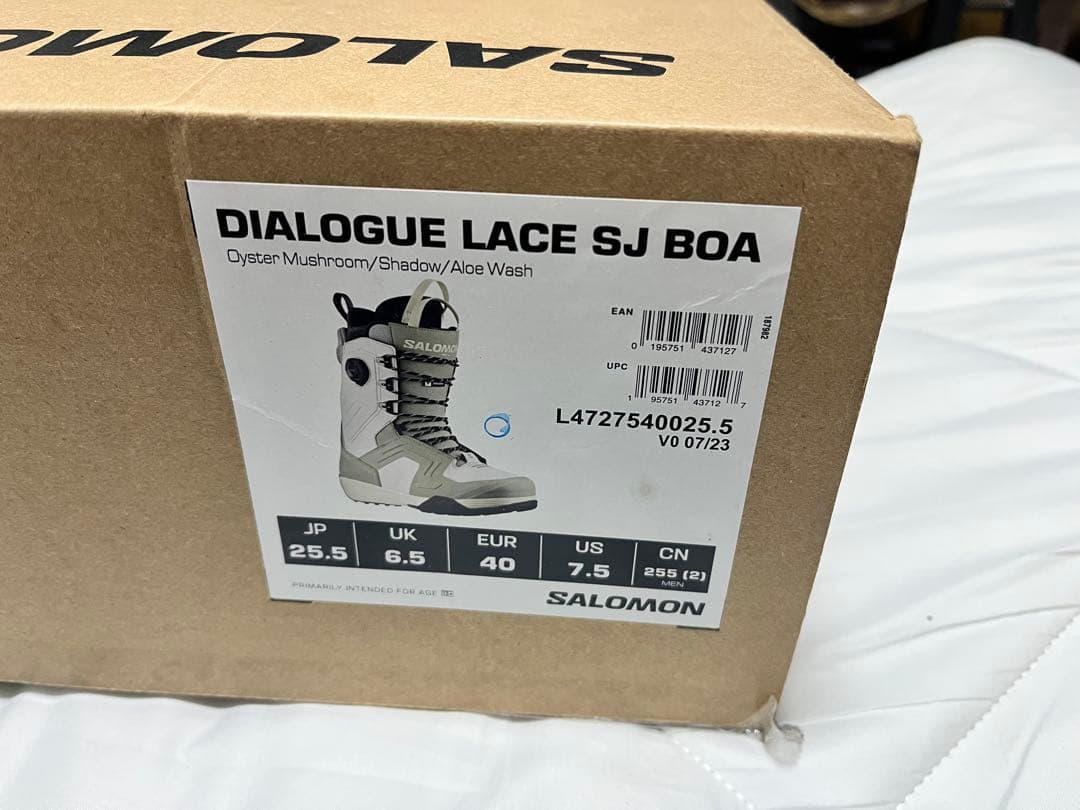 SALOMON
DIALOGUE LACE SJ BOA
Oyster Mushroom/Shadow/Aloe Wash
SALOMON
EAN
0 195751 437127
187982
UPC
1 95751 43712 7
L4727540025.5
V0 07/23
JP UK EUR US CN
25.5 6.5 40 7.5 255 (2)
MEN
PRIMARILY INTENDED FOR AGE
SALOMON